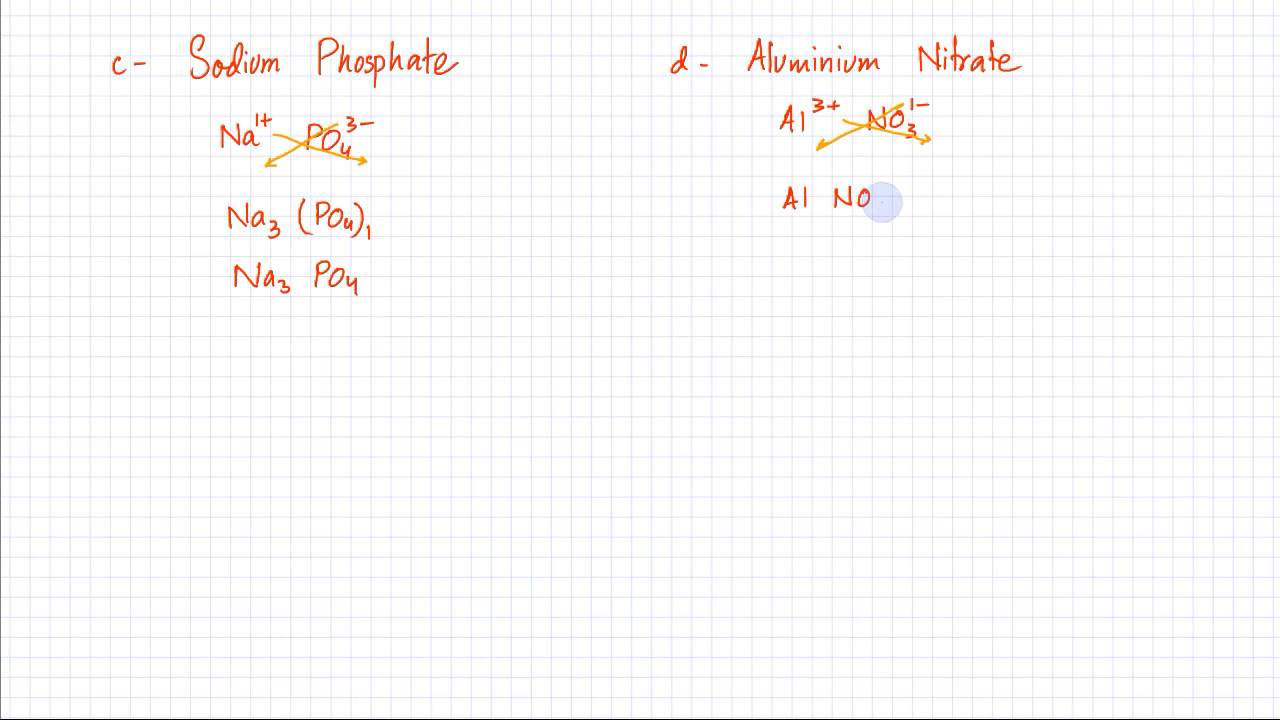 c- Sodium Phosphate
Na¹⁺ PO₄³⁻
Na₃ (PO₄)₁
Na₃ PO₄
d- Aluminium Nitrate
Al³⁺ NO₃¹⁻
Al NO